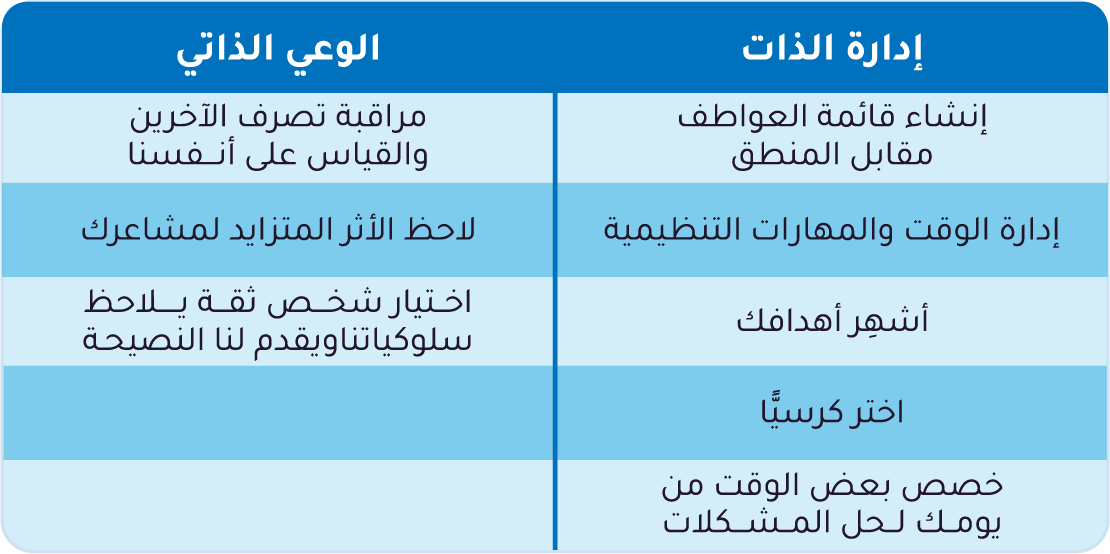 إدارة الذات
الوعي الذاتي
إنشاء قائمة العواطف
مقابل المنطق
مراقبة تصرف الآخرين
والقياس على أنـفسنا
إدارة الوقت والمهارات التنظيمية
لاحظ الأثر المتزايد لمشاعرك
أشهِر أهدافك
اخـتيار شخـص ثقـة يـلاحظ
سلوكياتناويقدم لنا النصيحة
اختر كرسيًّا
خصص بعض الوقت من
يومـك لـحل المـشـكلات